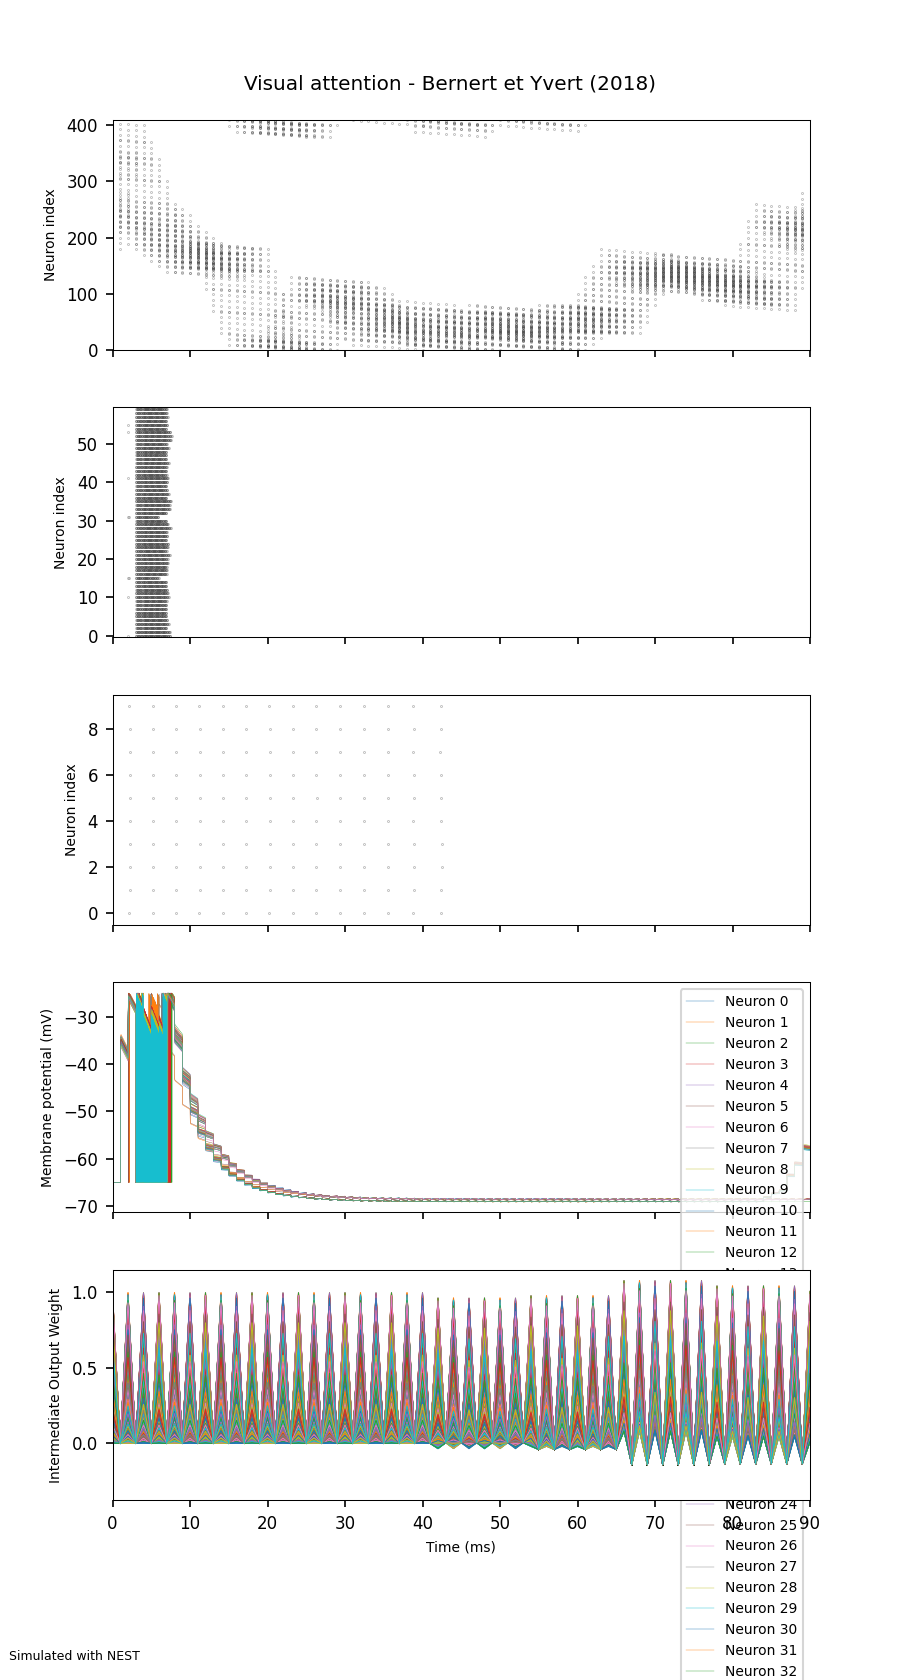 Visual attention - Bernert et Yvert (2018)
400
300
200
100
0
Neuron index
50
40
30
20
10
0
Neuron index
8
6
4
2
0
Neuron index
−30
−40
−50
−60
−70
Membrane potential (mV)
Neuron 0
Neuron 1
Neuron 2
Neuron 3
Neuron 4
Neuron 5
Neuron 6
Neuron 7
Neuron 8
Neuron 9
Neuron 10
Neuron 11
Neuron 12
1.0
0.5
0.0
Intermediate Output Weight
Neuron 24
0 10 20 30 40 50 60 70 80 90
Neuron 25
Time (ms)
Neuron 26
Neuron 27
Neuron 28
Neuron 29
Neuron 30
Neuron 31
Neuron 32
Simulated with NEST